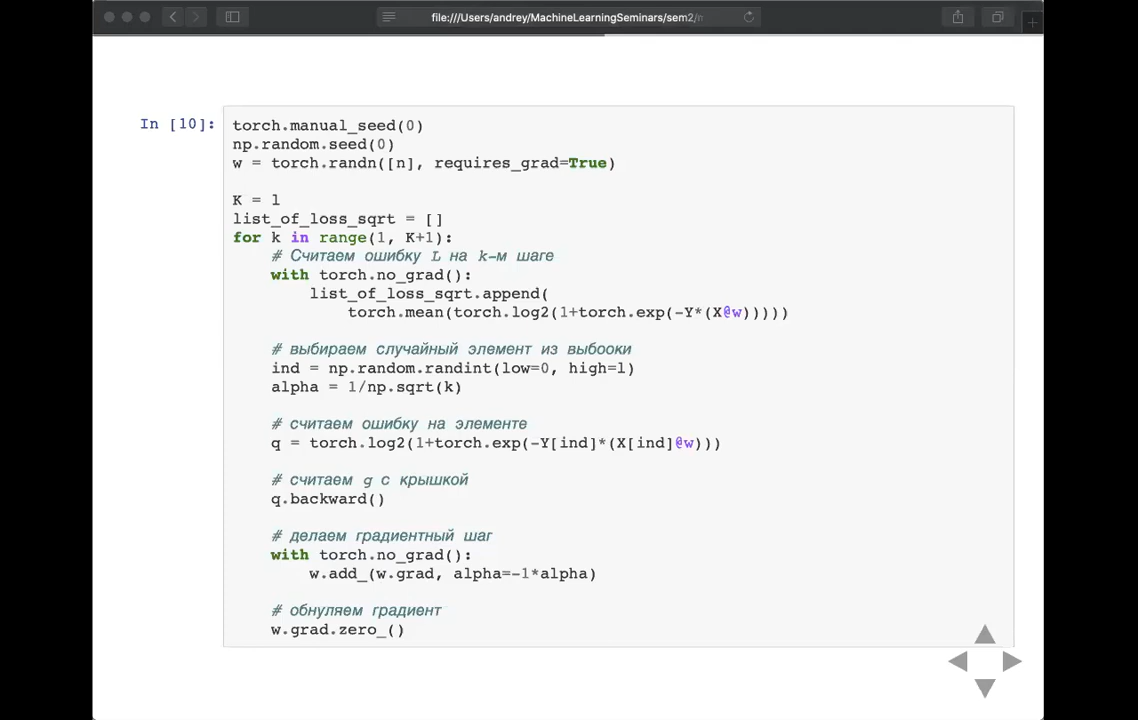 file:///Users/andrey/MachineLearningSeminars/sem2/n
In [10]:
torch.manual_seed(0)
np.random.seed(0)
w = torch.randn([n], requires_grad=True)
K = l
list_of_loss_sqrt = []
for k in range(1, K+1):
# Считаем ошибку L на k-м шаге
with torch.no_grad():
list_of_loss_sqrt.append(
torch.mean(torch.log2(1+torch.exp(-Y*(X@w)))))
# выбираем случайный элемент из выбооки
ind = np.random.randint(low=0, high=l)
alpha = 1/np.sqrt(k)
# считаем ошибку на элементе
q = torch.log2(1+torch.exp(-Y[ind]*(X[ind]@w)))
# считаем g с крышкой
q.backward()
# делаем градиентный шаг
with torch.no_grad():
w.add_(w.grad, alpha=-1*alpha)
# обнуляем градиент
w.grad.zero_()